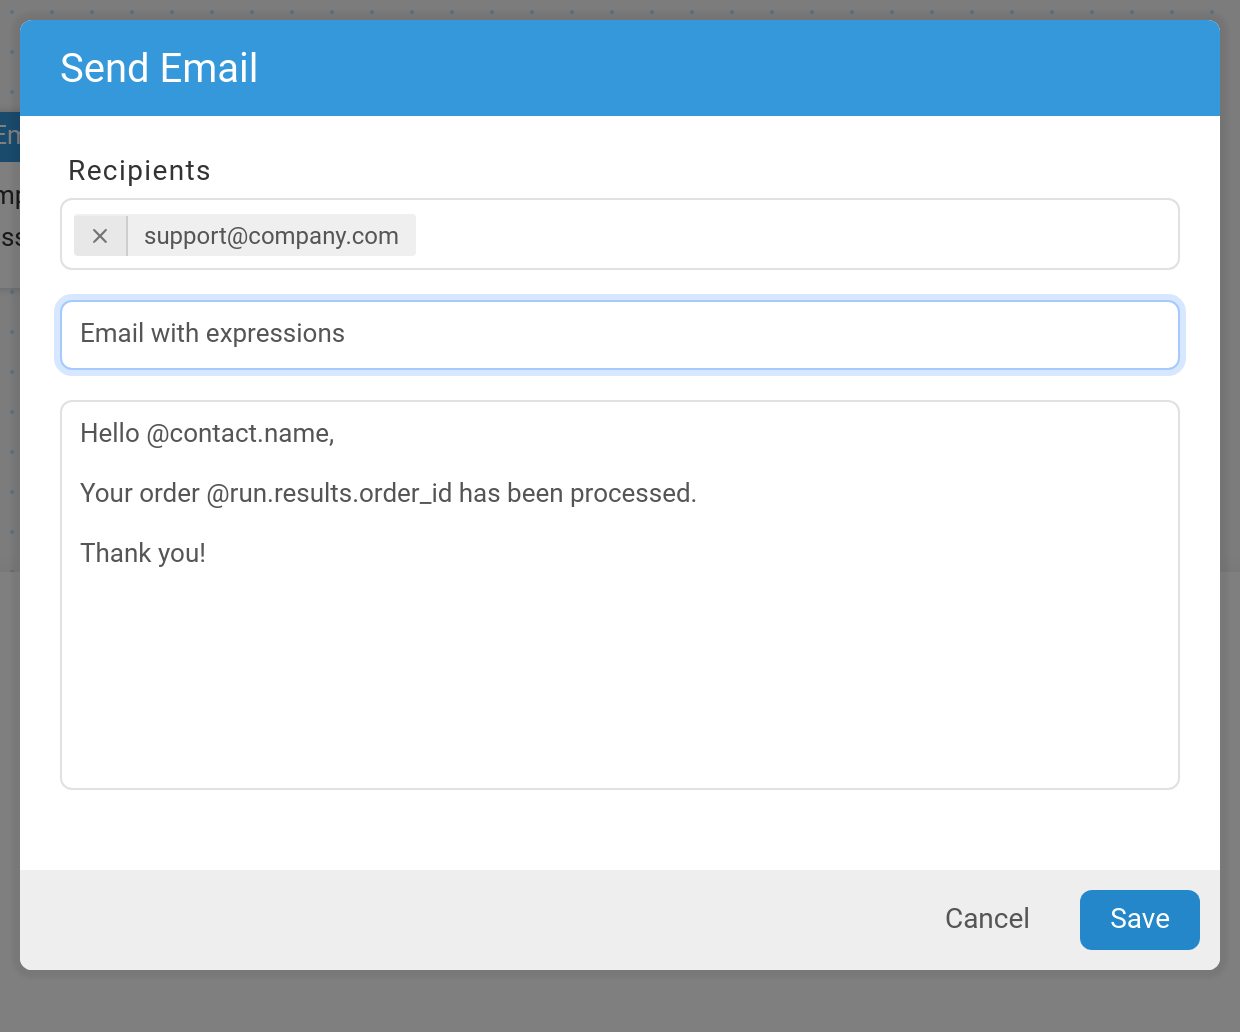 Send Email
Recipients
support@company.com
Email with expressions
Hello @contact.name,
Your order @run.results.order_id has been processed.
Thank you!
Cancel
Save